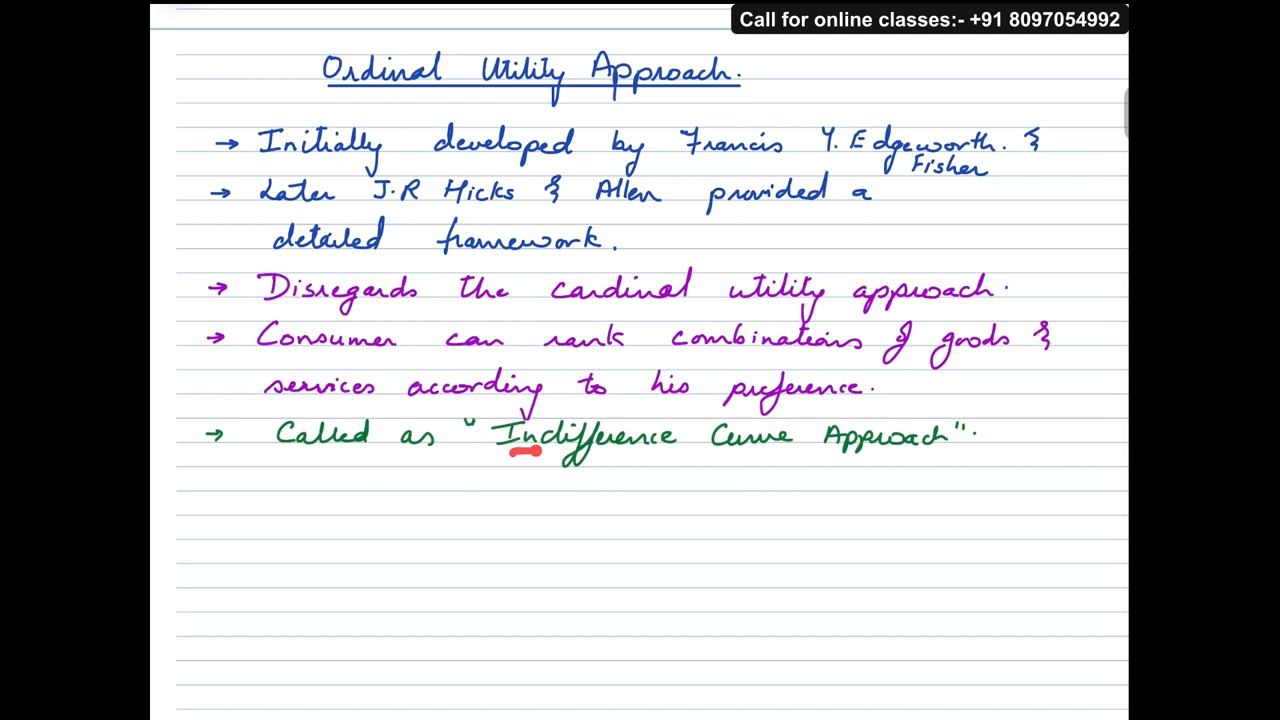 Call for online classes:- +91 8097054992
Ordinal Utility Approach.
→ Initially developed by Francis Y. Edgeworth. &
Fisher
→ Later J.R Hicks & Allen provided a
detailed framework.
→ Disregards the cardinal utility approach.
→ Consumer can rank combinations of goods &
services according to his preference.
→ Called as "Indifference Curve Approach".